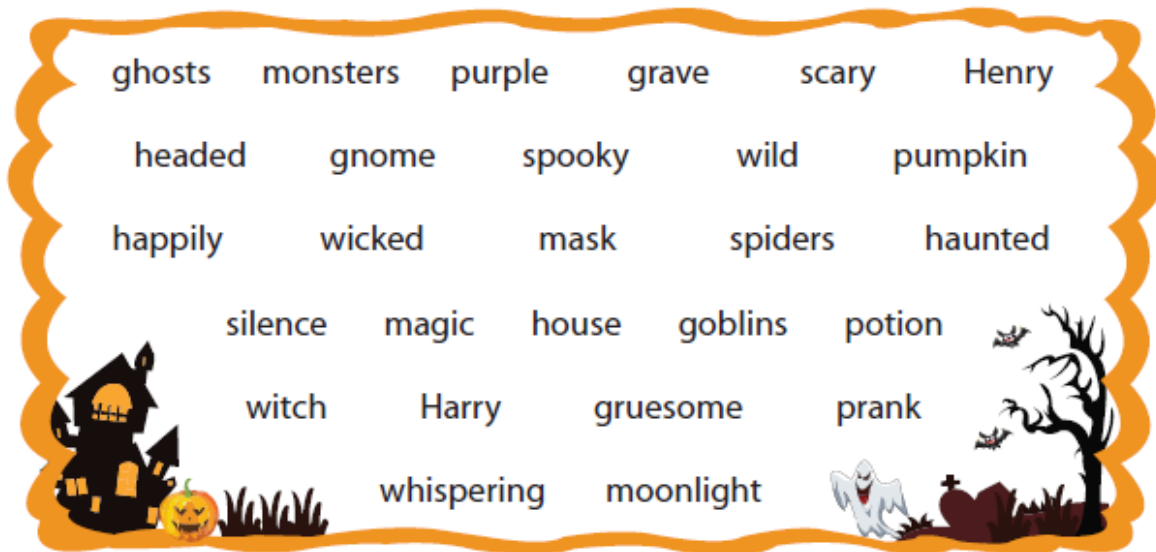 ghosts monsters purple grave scary Henry
headed gnome spooky wild pumpkin
happily wicked mask spiders haunted
silence magic house goblins potion
witch Harry gruesome prank
whispering moonlight